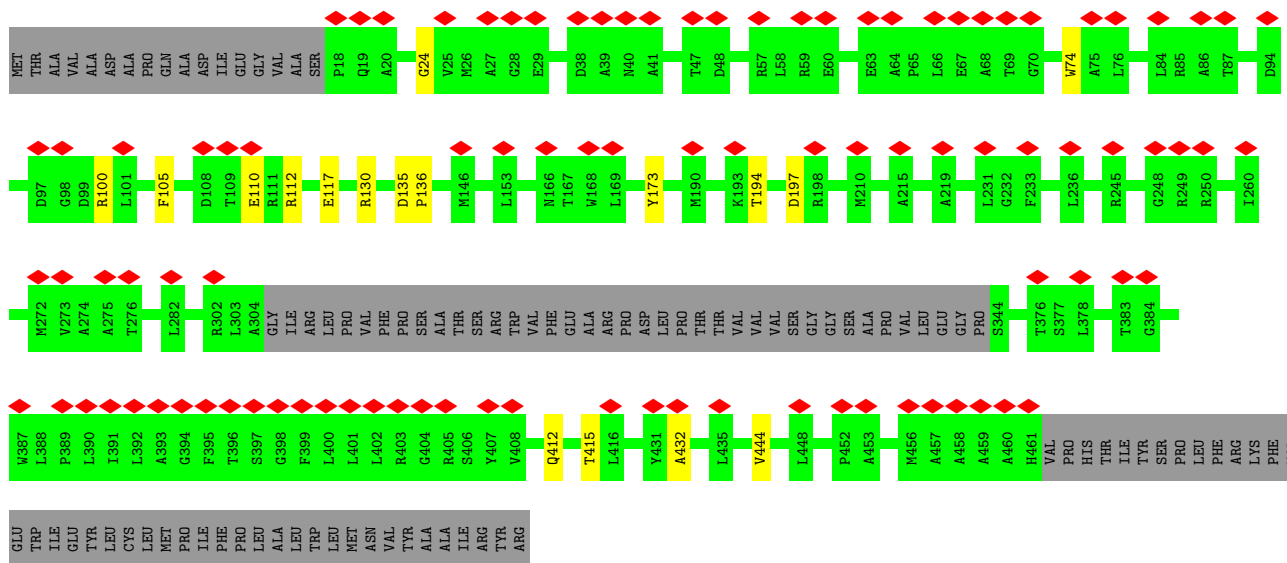 MET THR ALA VAL ALA ASP ALA PRO GLN ALA ASP ILE GLU GLY VAL ALA SER P18 Q19 A20 G24 V25 M26 A27 G28 E29 D38 A39 N40 A41 T47 D48 R57 L58 R59 E60 E63 A64 P65 L66 E67 A68 T69 G70 W74 A75 L76 L84 R85 A86 T87 D94
D97 G98 D99 R100 L101 F105 D108 T109 E110 R111 R112 E117 R130 D135 P136 M146 L153 N166 T167 W168 L169 Y173 M190 K193 T194 D197 R198 M210 A215 A219 L231 G232 F233 L236 R245 G248 R249 R250 I260
M272 V273 A274 A275 T276 L282 R302 L303 A304 GLY ILE ARG LEU PRO VAL PHE PRO SER ALA THR SER ARG TRP VAL PHE GLU ALA ARG PRO ASP LEU PRO THR THR VAL VAL VAL SER GLY GLY SER ALA PRO VAL LEU GLU GLY PRO S344 T376 S377 L378 T383 G384
W387 L388 P389 L390 I391 L392 A393 G394 F395 T396 S397 G398 F399 L400 L401 L402 R403 G404 R405 S406 Y407 V408 Q412 T415 L416 Y431 A432 L435 V444 L448 P452 A453 M456 A457 A458 A459 A460 H461 VAL PRO HIS THR ILE TYR SER PRO LEU PHE ARG LYS PHE
GLU TRP ILE GLU TYR LEU CYS LEU MET PRO ILE PHE PRO LEU ALA LEU TRP LEU MET ASN VAL TYR ALA ALA ILE ARG TYR ARG